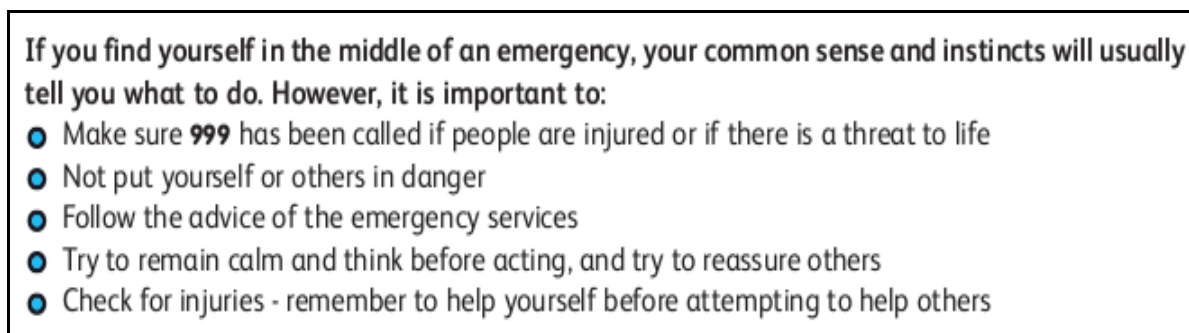 If you find yourself in the middle of an emergency, your common sense and instincts will usually
tell you what to do. However, it is important to:
Make sure 999 has been called if people are injured or if there is a threat to life
Not put yourself or others in danger
Follow the advice of the emergency services
Try to remain calm and think before acting, and try to reassure others
Check for injuries - remember to help yourself before attempting to help others